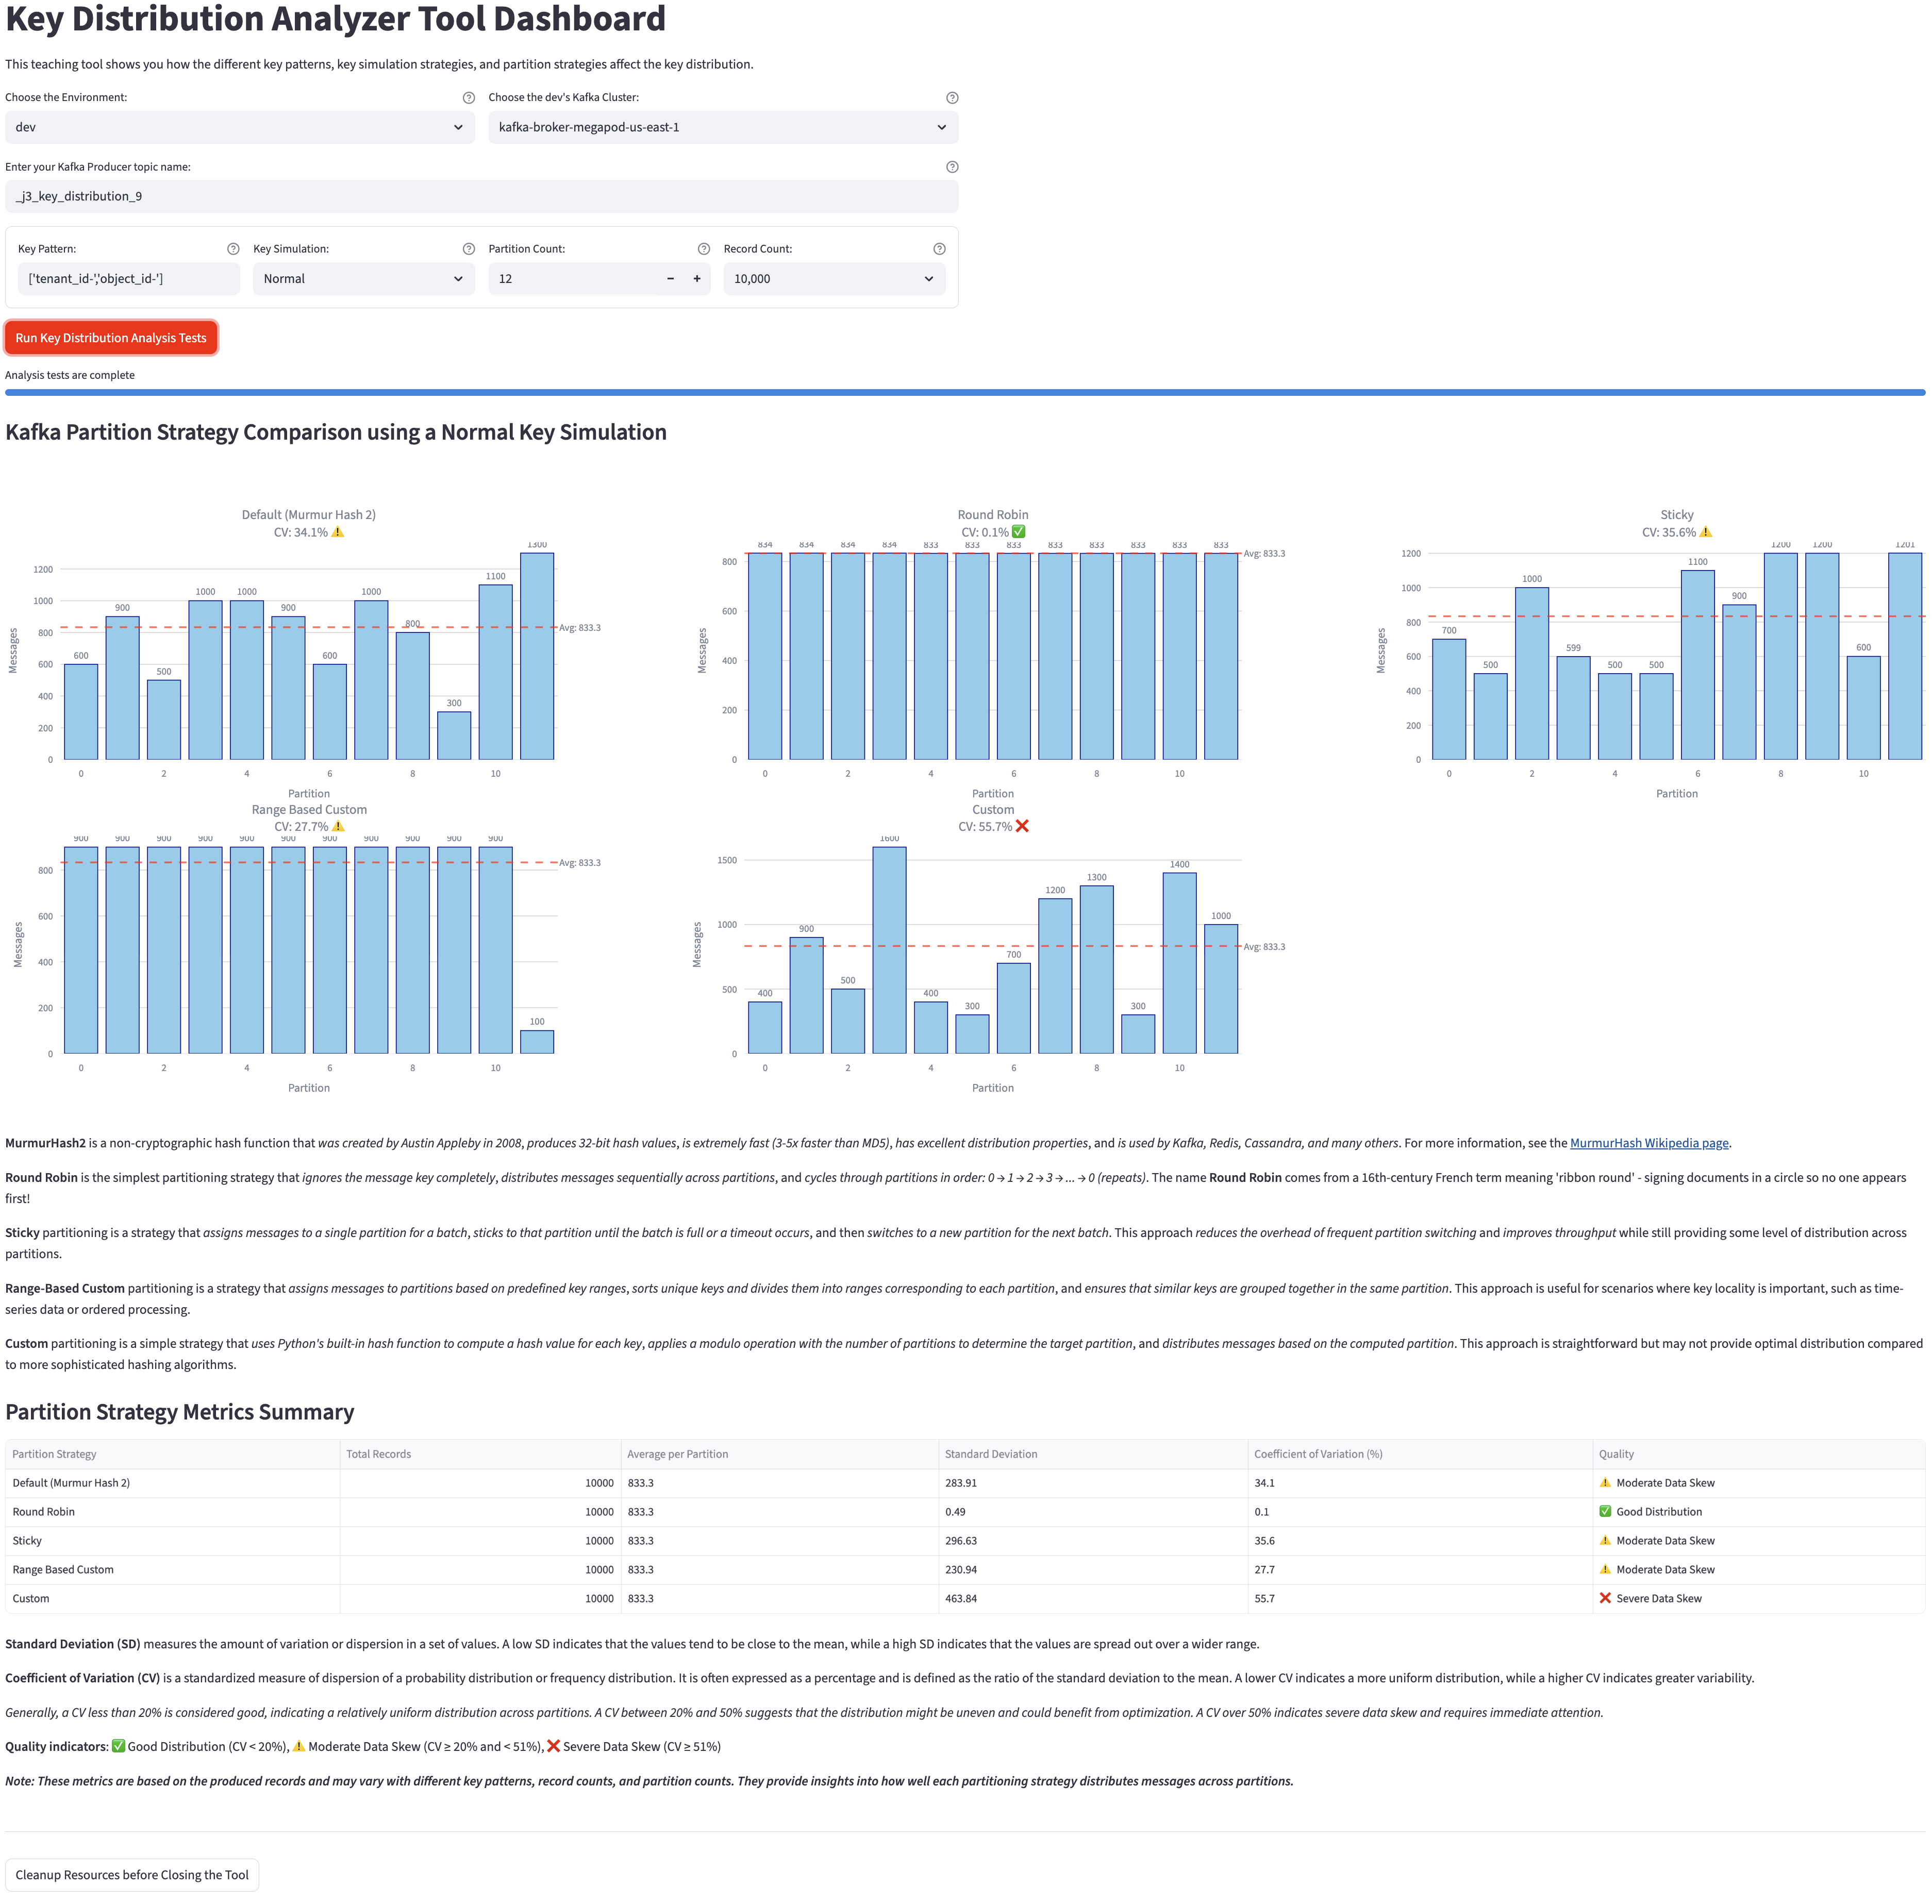 Key Distribution Analyzer Tool Dashboard
This teaching tool shows you how the different key patterns, key simulation strategies, and partition strategies affect the key distribution.
Choose the Environment:
Choose the dev's Kafka Cluster:
dev
kafka-broker-megapod-us-east-1
Enter your Kafka Producer topic name:
_j3_key_distribution_9
Key Pattern:
Key Simulation:
Partition Count:
Record Count:
['tenant_id-','object_id-']
Normal
12
10,000
Run Key Distribution Analysis Tests
Analysis tests are complete
Kafka Partition Strategy Comparison using a Normal Key Simulation
Default (Murmur Hash 2)
CV: 34.1% ⚠️
1300
1200 1000 800 600 400 200 0
600 900 500 1000 1000 900 600 1000 800 300 1100
Avg: 833.3
Messages
0 2 4 6 8 10
Partition
Round Robin
CV: 0.1% ✅
834 834 834 834 833 833 833 833 833 833 833 833
Avg: 833.3
800 600 400 200 0
Messages
0 2 4 6 8 10
Partition
Sticky
CV: 35.6% ⚠️
1200 1000 800 600 400 200 0
700 500 1000 599 500 500 1100 900 1200 1200 600 1201
Messages
0 2 4 6 8 10
Partition
Range Based Custom
CV: 27.7% ⚠️
900 900 900 900 900 900 900 900 900 900 900 100
Avg: 833.3
800 600 400 200 0
Messages
0 2 4 6 8 10
Partition
Custom
CV: 55.7% ❌
1500 1000 500 0
400 900 500 1600 400 300 700 1200 1300 300 1400 1000
Avg: 833.3
Messages
0 2 4 6 8 10
Partition
MurmurHash2 is a non-cryptographic hash function that was created by Austin Appleby in 2008, produces 32-bit hash values, is extremely fast (3-5x faster than MD5), has excellent distribution properties, and is used by Kafka, Redis, Cassandra, and many others. For more information, see the MurmurHash Wikipedia page.
Round Robin is the simplest partitioning strategy that ignores the message key completely, distributes messages sequentially across partitions, and cycles through partitions in order: 0 → 1 → 2 → 3 → ... → 0 (repeats). The name Round Robin comes from a 16th-century French term meaning 'ribbon round' - signing documents in a circle so no one appears
first!
Sticky partitioning is a strategy that assigns messages to a single partition for a batch, sticks to that partition until the batch is full or a timeout occurs, and then switches to a new partition for the next batch. This approach reduces the overhead of frequent partition switching and improves throughput while still providing some level of distribution across
partitions.
Range-Based Custom partitioning is a strategy that assigns messages to partitions based on predefined key ranges, sorts unique keys and divides them into ranges corresponding to each partition, and ensures that similar keys are grouped together in the same partition. This approach is useful for scenarios where key locality is important, such as time-
series data or ordered processing.
Custom partitioning is a simple strategy that uses Python's built-in hash function to compute a hash value for each key, applies a modulo operation with the number of partitions to determine the target partition, and distributes messages based on the computed partition. This approach is straightforward but may not provide optimal distribution compared
to more sophisticated hashing algorithms.
Partition Strategy Metrics Summary
Partition Strategy Total Records Average per Partition Standard Deviation Coefficient of Variation (%) Quality
Default (Murmur Hash 2) 10000 833.3 283.91 34.1 ⚠️ Moderate Data Skew
Round Robin 10000 833.3 0.49 0.1 ✅ Good Distribution
Sticky 10000 833.3 296.63 35.6 ⚠️ Moderate Data Skew
Range Based Custom 10000 833.3 230.94 27.7 ⚠️ Moderate Data Skew
Custom 10000 833.3 463.84 55.7 ❌ Severe Data Skew
Standard Deviation (SD) measures the amount of variation or dispersion in a set of values. A low SD indicates that the values tend to be close to the mean, while a high SD indicates that the values are spread out over a wider range.
Coefficient of Variation (CV) is a standardized measure of dispersion of a probability distribution or frequency distribution. It is often expressed as a percentage and is defined as the ratio of the standard deviation to the mean. A lower CV indicates a more uniform distribution, while a higher CV indicates greater variability.
Generally, a CV less than 20% is considered good, indicating a relatively uniform distribution across partitions. A CV between 20% and 50% suggests that the distribution might be uneven and could benefit from optimization. A CV over 50% indicates severe data skew and requires immediate attention.
Quality indicators: ✅ Good Distribution (CV < 20%), ⚠️ Moderate Data Skew (CV ≥ 20% and < 51%), ❌ Severe Data Skew (CV ≥ 51%)
Note: These metrics are based on the produced records and may vary with different key patterns, record counts, and partition counts. They provide insights into how well each partitioning strategy distributes messages across partitions.
Cleanup Resources before Closing the Tool